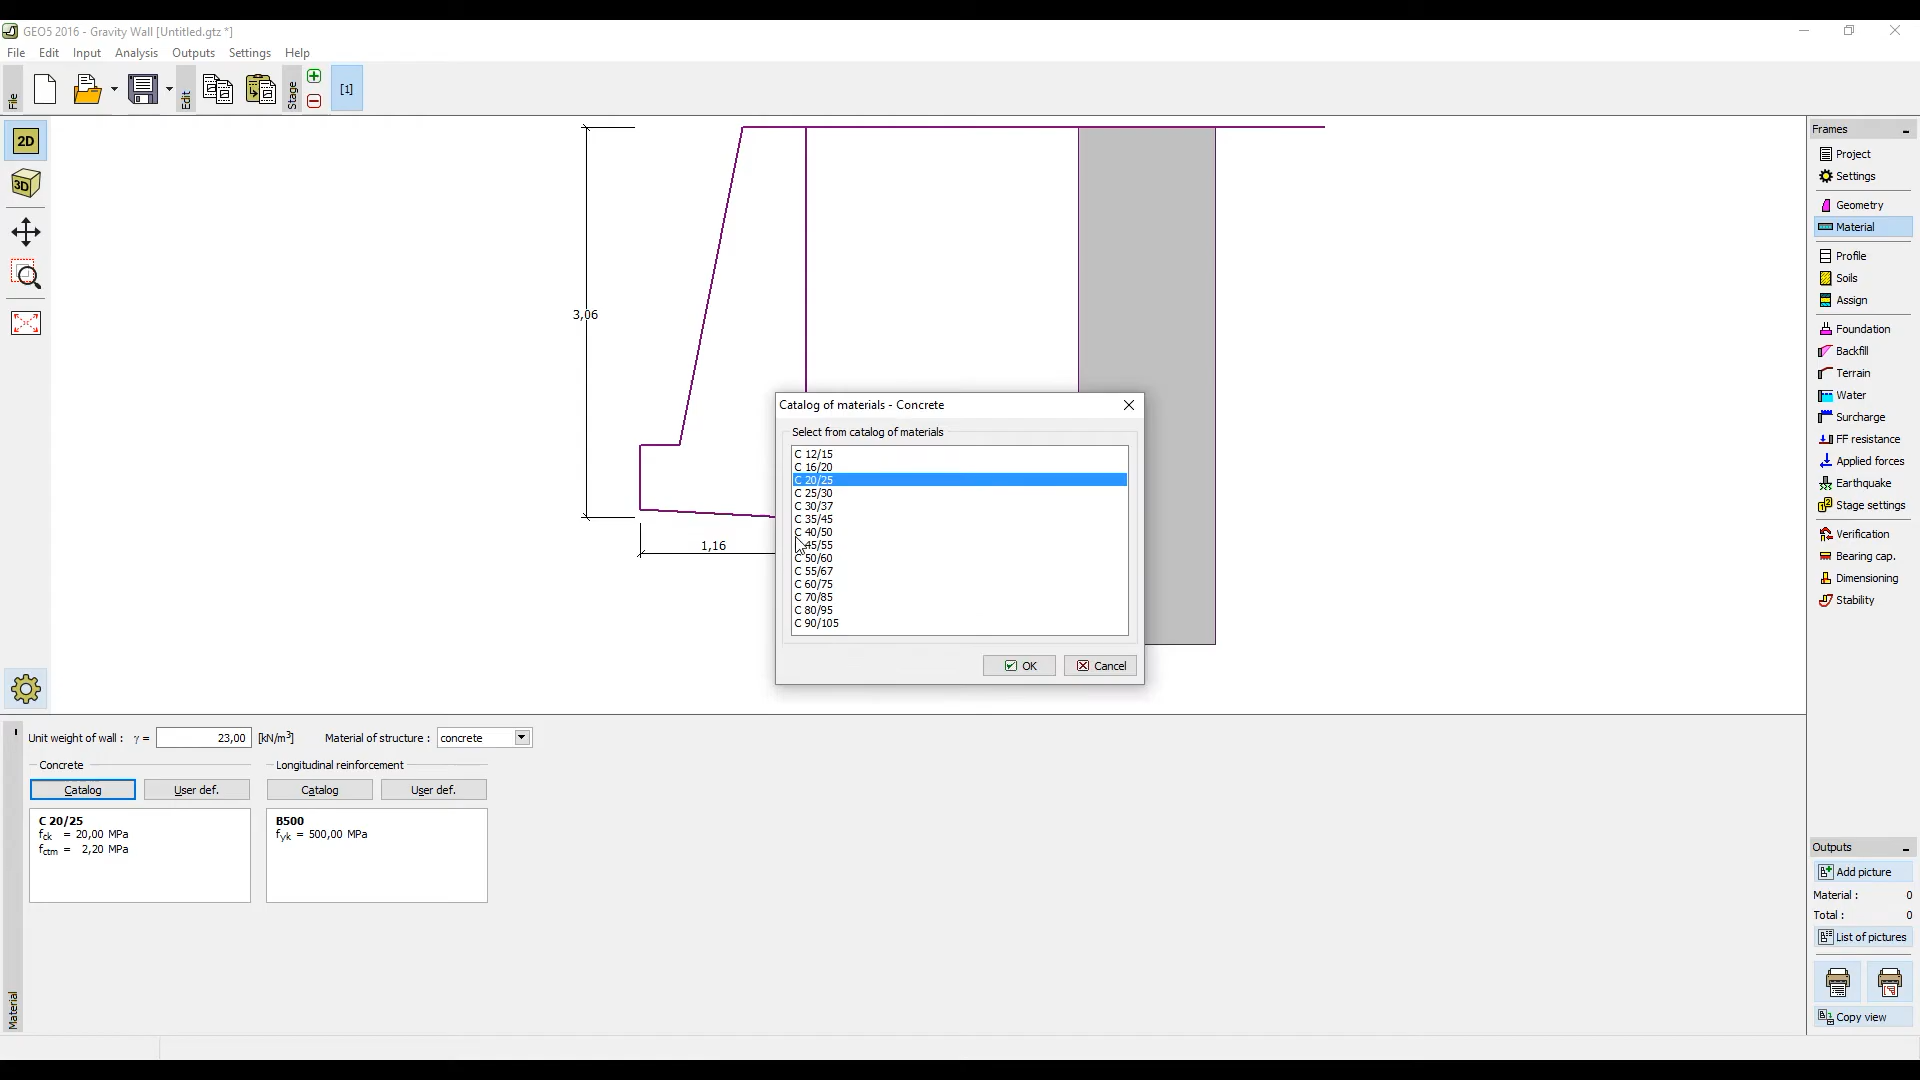 GEO5 2016 - Gravity Wall [Untitled.gtz *]
File Edit Input Analysis Outputs Settings Help
File
Edit
Stage
[1]
2D
3D
3,06
1,16
Catalog of materials - Concrete
Select from catalog of materials
C 12/15
C 16/20
C 20/25
C 25/30
C 30/37
C 35/45
C 40/50
45/55
C 50/60
C 55/67
C 60/75
C 70/85
C 80/95
C 90/105
OK Cancel
Frames
Project
Settings
Geometry
Material
Profile
Soils
Assign
Foundation
Backfill
Terrain
Water
Surcharge
FF resistance
Applied forces
Earthquake
Stage settings
Verification
Bearing cap.
Dimensioning
Stability
Outputs
Add picture
Material : 0
Total : 0
List of pictures
Copy view
Material
Unit weight of wall : γ = 23,00 [kN/m³] Material of structure : concrete
Concrete
Catalog User def.
C 20/25
fck = 20,00 MPa
fctm = 2,20 MPa
Longitudinal reinforcement
Catalog User def.
B500
fyk = 500,00 MPa